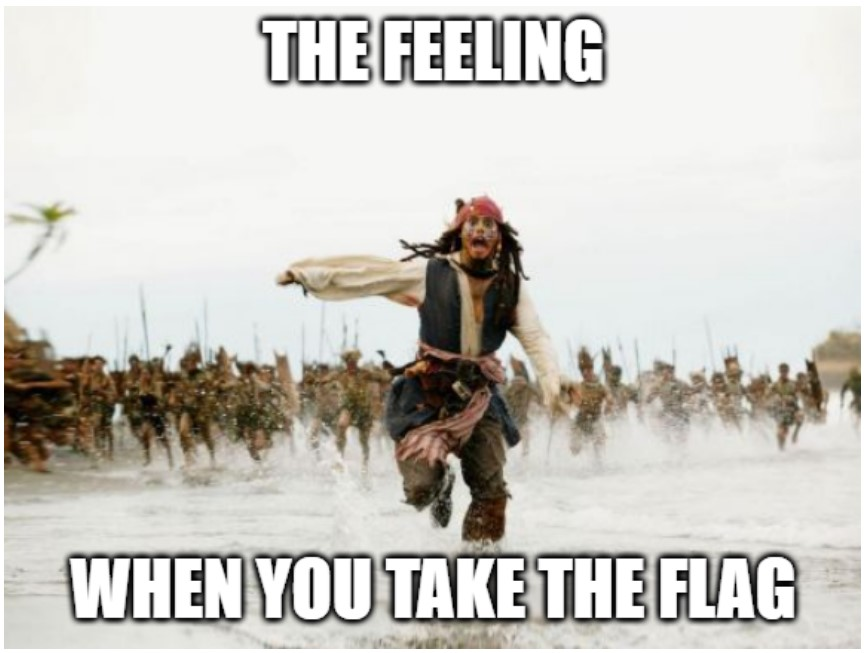 THE FEELING
WHEN YOU TAKE THE FLAG